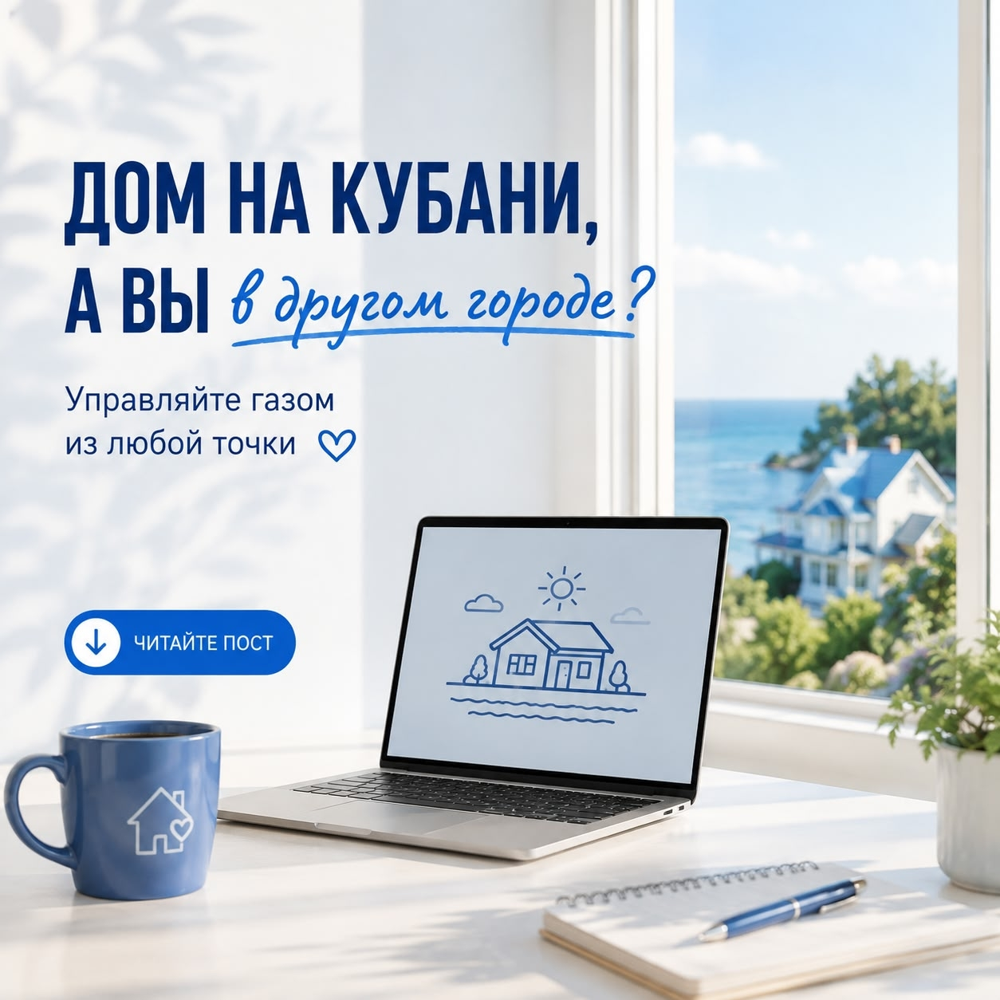 ДОМ НА КУБАНИ,
А ВЫ в другом городе?
Управляйте газом
из любой точки
ЧИТАЙТЕ ПОСТ